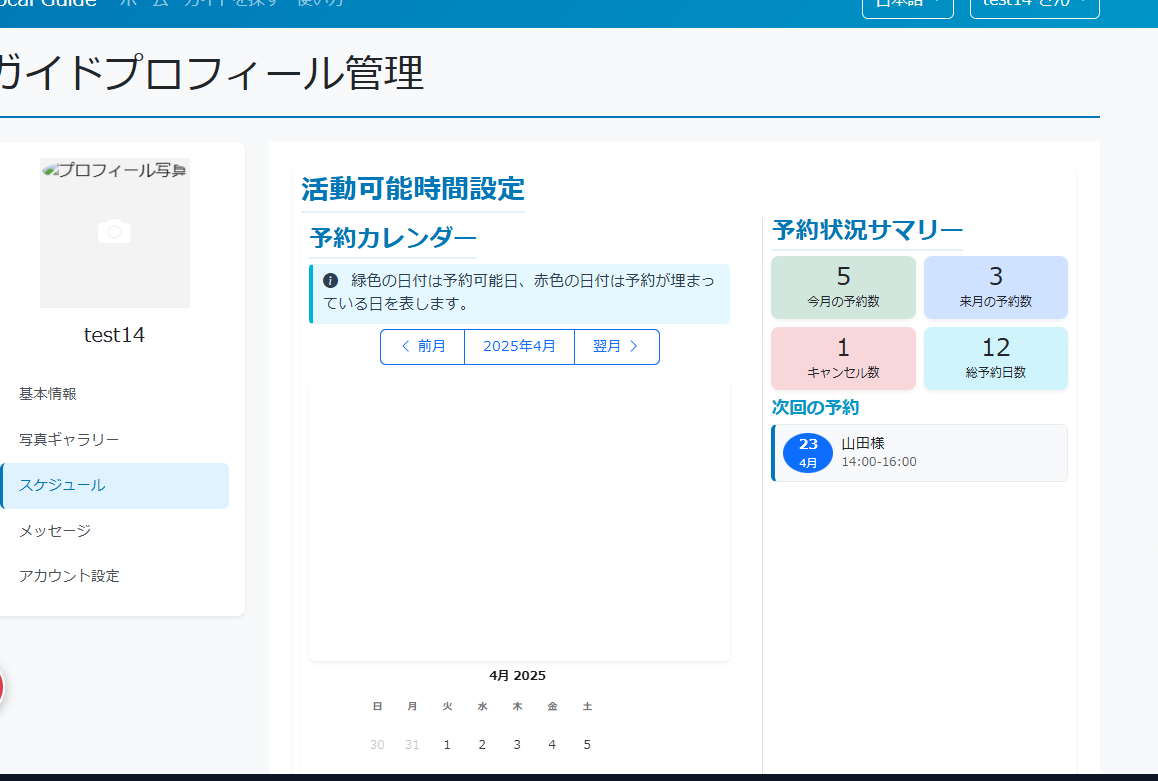 ocal Guide ホーム ガイドを探す 使い方
日本語
test14 さん
ガイドプロフィール管理
プロフィール写真
test14
基本情報
写真ギャラリー
スケジュール
メッセージ
アカウント設定
活動可能時間設定
予約カレンダー
緑色の日付は予約可能日、赤色の日付は予約が埋まっ
ている日を表します。
前月 2025年4月 翌月
4月 2025
日 月 火 水 木 金 土
30 31 1 2 3 4 5
予約状況サマリー
5
今月の予約数
3
来月の予約数
1
キャンセル数
12
総予約日数
次回の予約
23
4月
山田様
14:00-16:00